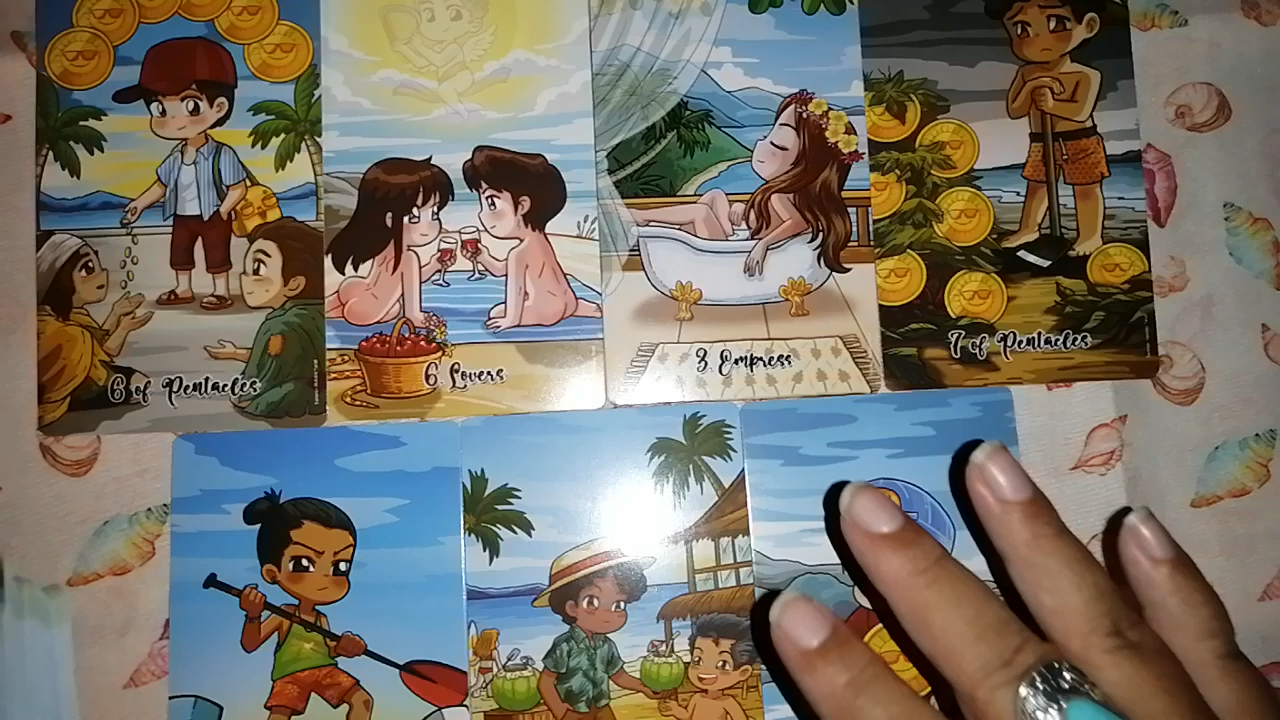 6 of Pentacles
6. Lovers
3. Empress
7 of Pentacles